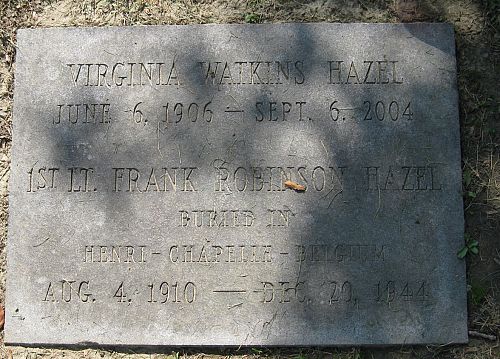 VIRGINIA WATKINS HAZEL
JUNE 6, 1906 — SEPT. 6, 2004
1ST LT. FRANK ROBINSON HAZEL
BURIED IN
HENRI-CHAPELLE-BELGIUM
AUG. 4, 1910 — DEC. 20, 1944